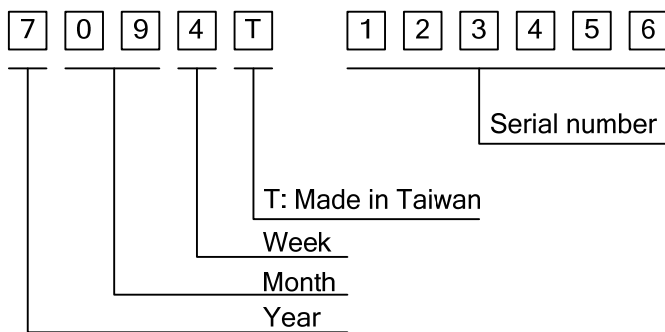 7 0 9 4 T 1 2 3 4 5 6
Serial number
T: Made in Taiwan
Week
Month
Year